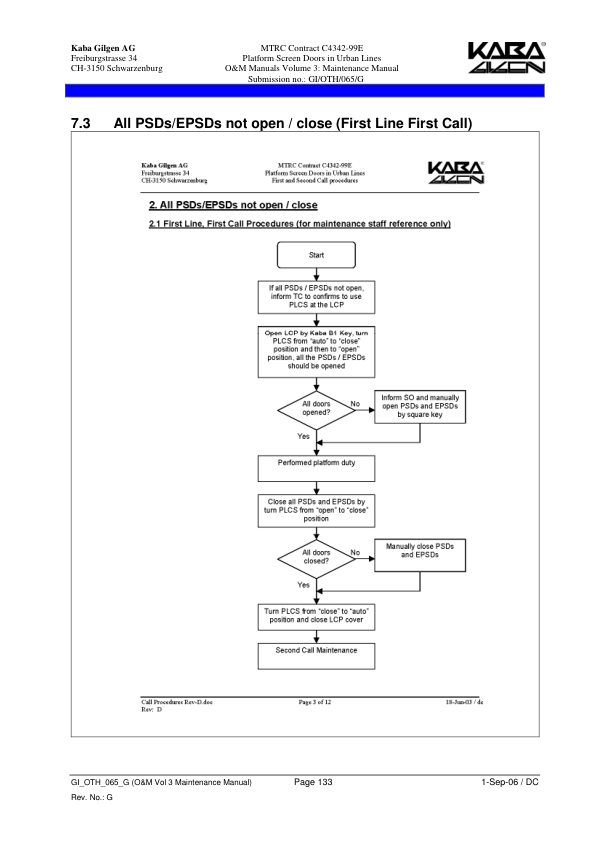 Kaba Gilgen AG
Freiburgstrasse 34
CH-3150 Schwarzenburg
MTRC Contract C4342-99E
Platform Screen Doors in Urban Lines
O&M Manuals Volume 3: Maintenance Manual
Submission no.: GI/OTH/065/G
KABA
GILGEN
7.3 All PSDs/EPSDs not open / close (First Line First Call)
Kaba Gilgen AG
Freiburgstrasse 34
CH-3150 Schwarzenburg
MTRC Contract C4342-99E
Platform Screen Doors in Urban Lines
First and Second Call procedures
KABA
GILGEN
2. All PSDs/EPSDs not open / close
2.1 First Line, First Call Procedures (for maintenance staff reference only)
Start
If all PSDs / EPSDs not open,
inform TC to confirms to use
PLCS at the LCP
Open LCP by Kaba B1 Key, turn
PLCS from "auto" to "close"
position and then to "open"
position, all the PSDs / EPSDs
should be opened
All doors
opened?
No
Inform SO and manually
open PSDs and EPSDs
by square key
Yes
Performed platform duty
Close all PSDs and EPSDs by
turn PLCS from "open" to "close"
position
All doors
closed?
No
Manually close PSDs
and EPSDs
Yes
Turn PLCS from "close" to "auto"
position and close LCP cover
Second Call Maintenance
Call Procedures Rev-D.doc
Rev: D
Page 3 of 12
18-Jun-03 / de
GI_OTH_065_G (O&M Vol 3 Maintenance Manual)
Page 133
1-Sep-06 / DC
Rev. No.: G